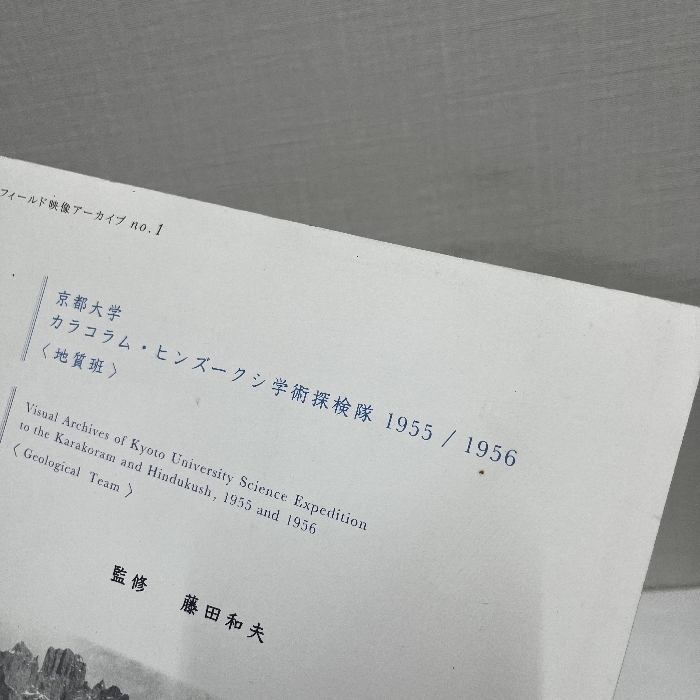 フィールド映像アーカイブ no.1
京都大学
カラコラム・ヒンズークシ学術探検隊 1955 / 1956
〈地質班〉
Visual Archives of Kyoto University Science Expedition
to the Karakoram and Hindukush, 1955 and 1956
〈Geological Team〉
監修 藤田和夫